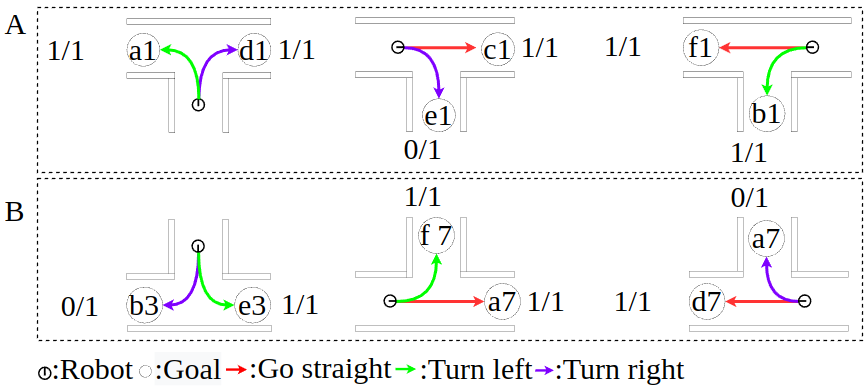 A
1/1 a1 d1 1/1
c1 1/1
e1
0/1
1/1 f1
b1
1/1
B
0/1 b3 e3 1/1
1/1
f 7
a7 1/1
0/1
a7
1/1 d7
:Robot :Goal :Go straight :Turn left :Turn right